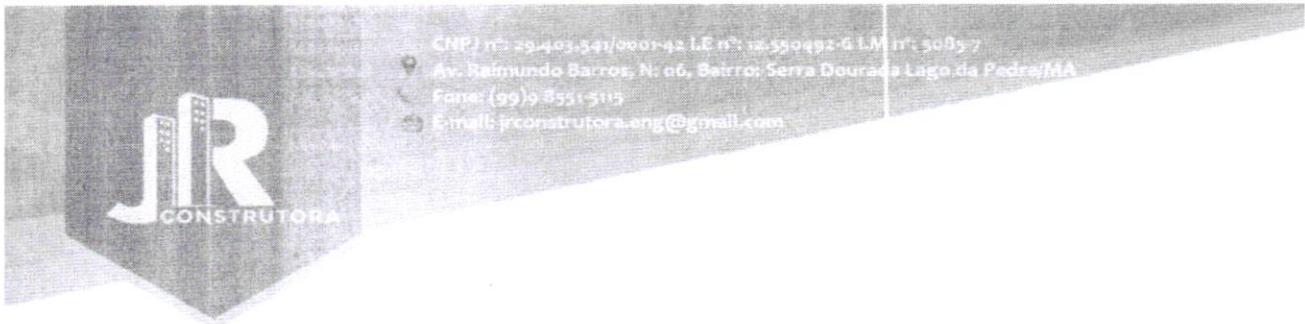 CNPJ nº: 29.403.541/0001-42 I.E nº: 12.550492-6 I.M nº: 5085-7
Av. Raimundo Barros, N: 06, Bairro: Serra Dourada Lago da Pedra/MA
Fone: (99)9 8551-5115
E-mail: jrconstrutora.eng@gmail.com
JR
CONSTRUTORA